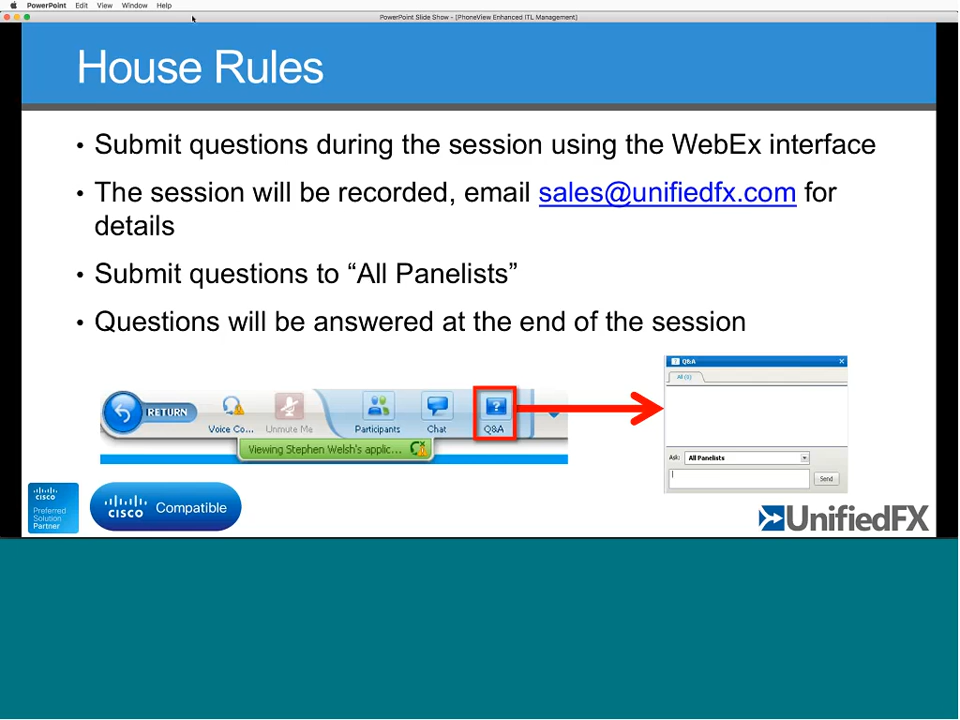 PowerPoint Edit View Window Help
PowerPoint Slide Show - [PhoneView Enhanced ITL Management]
House Rules
• Submit questions during the session using the WebEx interface
• The session will be recorded, email sales@unifiedfx.com for
details
• Submit questions to “All Panelists”
• Questions will be answered at the end of the session
RETURN
Voice Co... Unmute Me Participants Chat Q&A
Viewing Stephen Welsh's applic...
Q&A
All (0)
Ask: All Panelists
Send
CISCO
Preferred
Solution
Partner
CISCO Compatible
UnifiedFX